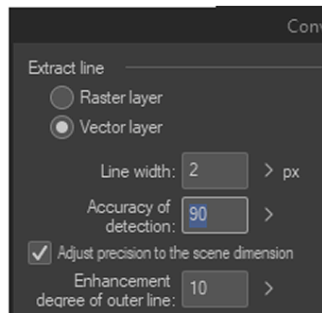 Extract line
Raster layer
Vector layer
Line width: 2 > px
Accuracy of
detection: 90 >
Adjust precision to the scene dimension
Enhancement
degree of outer line: 10 >